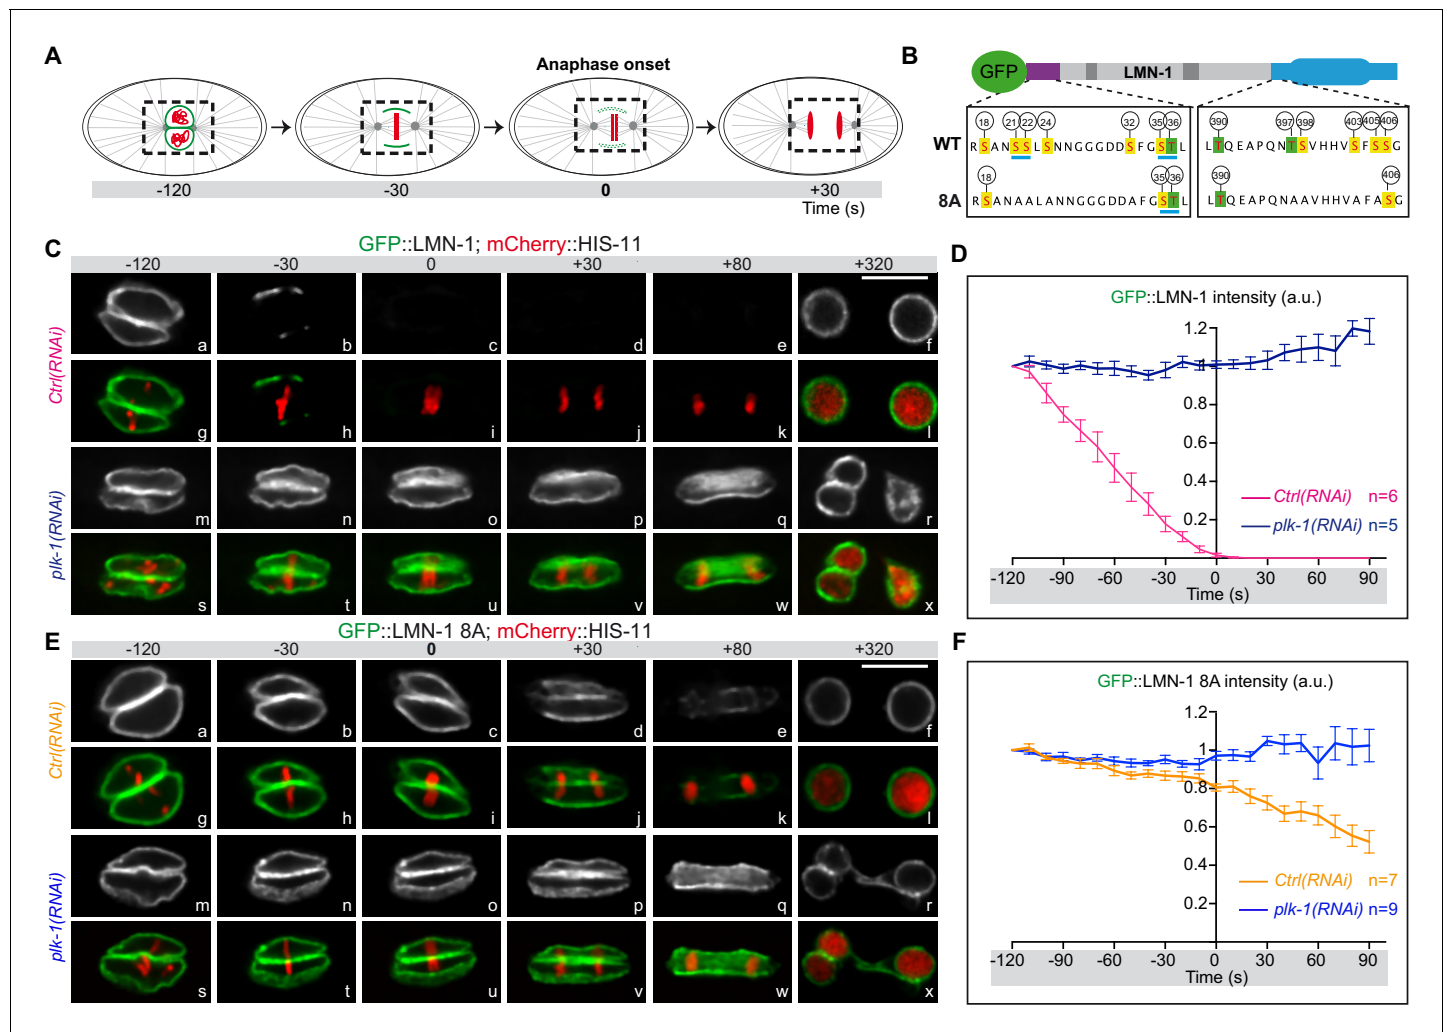 A
Anaphase onset
-120
-30
0
+30
Time (s)
B
GFP
LMN-1
WT
18 21 22 24 32 35 36
R S A N S S L S N N G G G D D S F G S T L
390 397 398 403 405 406
L T Q E A P Q N T S V H H V S F S S G
8A
18 35 36
R S A N A A L A N N G G G D D A F G S T L
390 406
L T Q E A P Q N A A V H H V A F A S G
C
GFP::LMN-1; mCherry::HIS-11
-120 -30 0 +30 +80 +320
Ctrl(RNAi)
a b c d e f
g h i j k l
plk-1(RNAi)
m n o p q r
s t u v w x
D
GFP::LMN-1 intensity (a.u.)
1.2
1
0.8
0.6
0.4
0.2
Ctrl(RNAi) n=6
plk-1(RNAi) n=5
-120 -90 -60 -30 0 30 60 90
Time (s)
E
GFP::LMN-1 8A; mCherry::HIS-11
-120 -30 0 +30 +80 +320
Ctrl(RNAi)
a b c d e f
g h i j k l
plk-1(RNAi)
m n o p q r
s t u v w x
F
GFP::LMN-1 8A intensity (a.u.)
1.2
1
0.8
0.6
0.4
0.2
Ctrl(RNAi) n=7
plk-1(RNAi) n=9
-120 -90 -60 -30 0 30 60 90
Time (s)